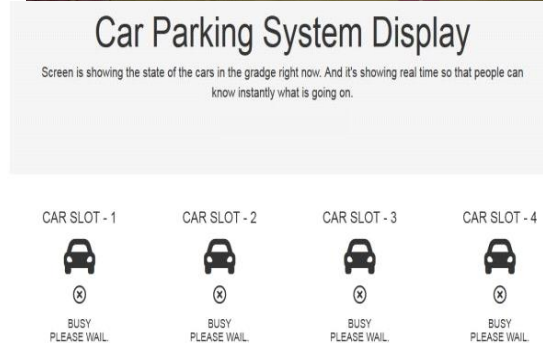 Car Parking System Display
Screen is showing the state of the cars in the gradge right now. And it's showing real time so that people can
know instantly what is going on.
CAR SLOT - 1 CAR SLOT - 2 CAR SLOT - 3 CAR SLOT - 4
BUSY BUSY BUSY BUSY
PLEASE WAIL. PLEASE WAIL. PLEASE WAIL. PLEASE WAIL.